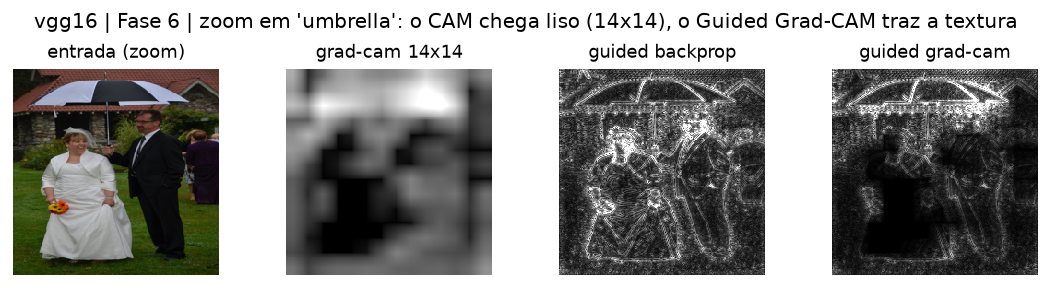 vgg16 | Fase 6 | zoom em 'umbrella': o CAM chega liso (14x14), o Guided Grad-CAM traz a textura
entrada (zoom)
grad-cam 14x14
guided backprop
guided grad-cam